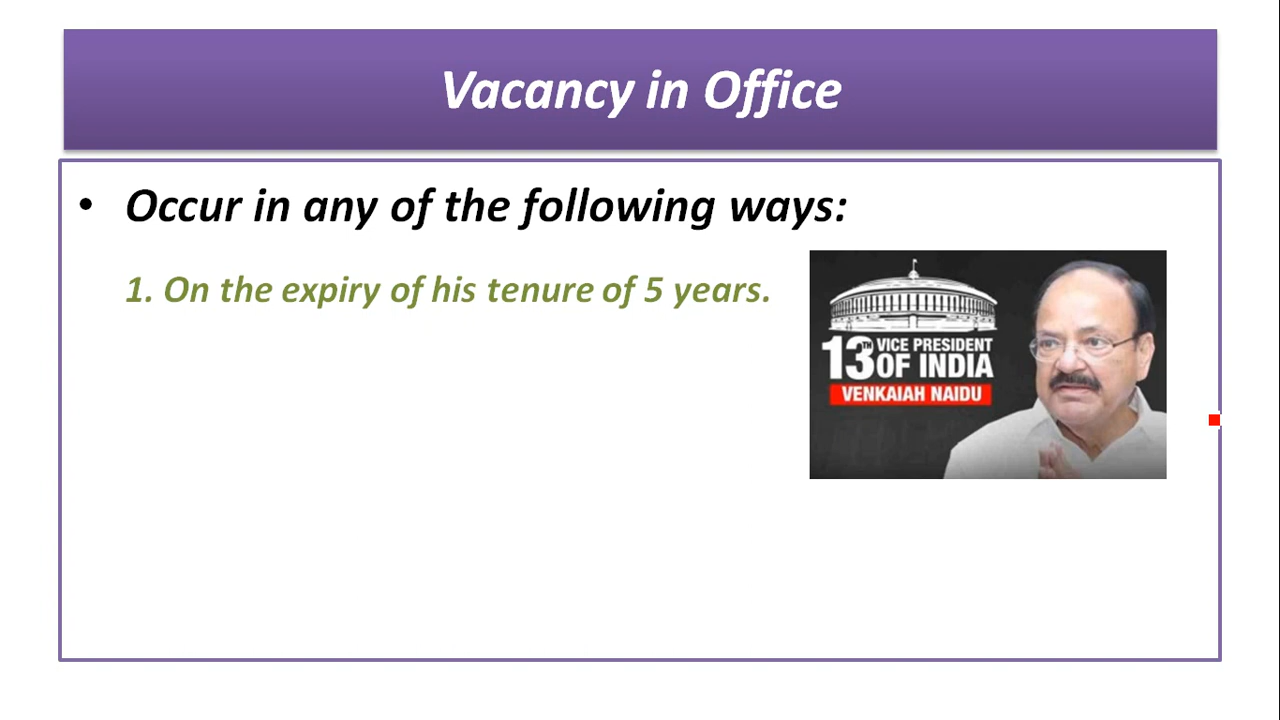 Vacancy in Office
• Occur in any of the following ways:
1. On the expiry of his tenure of 5 years.
13TH VICE PRESIDENT
OF INDIA
VENKAIAH NAIDU